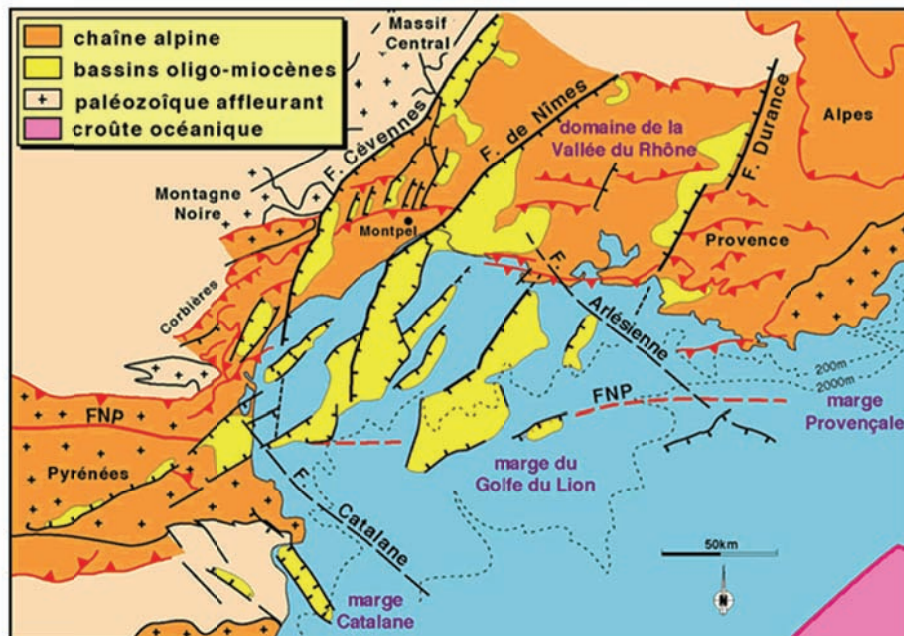 chaîne alpine
bassins oligo-miocènes
paléozoîque affleurant
croûte océanique
Massif
Central
F. Cévennes
F. de Nîmes
domaine de la
Vallée du Rhône
F. Durance
Alpes
Montagne
Noire
Montpel
Provence
Corbières
F. Arlésienne
200m
2000m
FNP
marge
Provençale
FNP
Pyrénées
marge du
Golfe du Lion
F. Catalane
50km
N
marge
Catalane